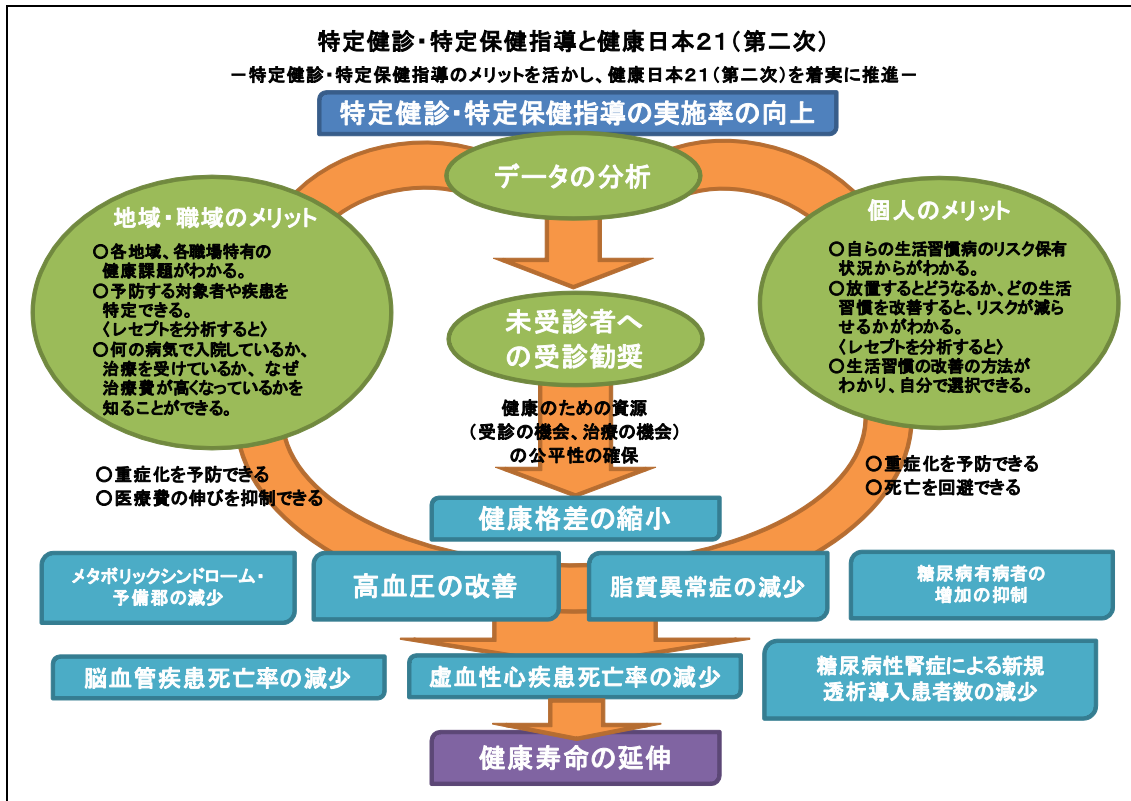 特定健診・特定保健指導と健康日本21(第二次)
－特定健診・特定保健指導のメリットを活かし、健康日本21(第二次)を着実に推進－
特定健診・特定保健指導の実施率の向上
データの分析
地域・職域のメリット
○各地域、各職場特有の
健康課題がわかる。
○予防する対象者や疾患を
特定できる。
〈レセプトを分析すると〉
○何の病気で入院しているか、
治療を受けているか、なぜ
治療費が高くなっているかを
知ることができる。
個人のメリット
○自らの生活習慣病のリスク保有
状況からがわかる。
○放置するとどうなるか、どの生活
習慣を改善すると、リスクが減ら
せるかがわかる。
〈レセプトを分析すると〉
○生活習慣の改善の方法が
わかり、自分で選択できる。
未受診者へ
の受診勧奨
健康のための資源
(受診の機会、治療の機会)
の公平性の確保
○重症化を予防できる
○医療費の伸びを抑制できる
○重症化を予防できる
○死亡を回避できる
健康格差の縮小
メタボリックシンドローム・
予備郡の減少
高血圧の改善
脂質異常症の減少
糖尿病有病者の
増加の抑制
脳血管疾患死亡率の減少
虚血性心疾患死亡率の減少
糖尿病性腎症による新規
透析導入患者数の減少
健康寿命の延伸